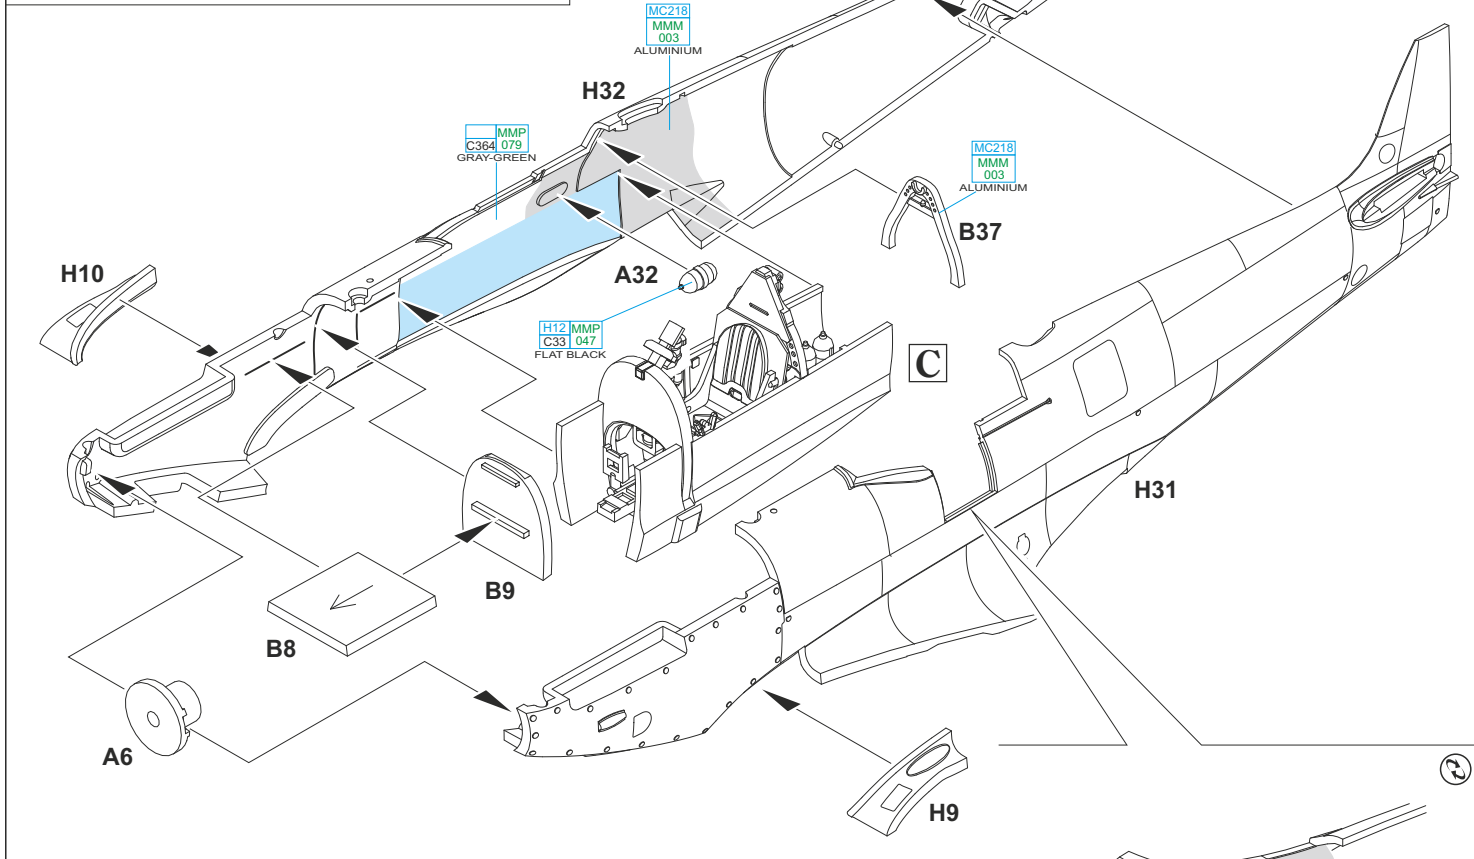 MC218
MMM
003
ALUMINIUM
H32
MMP
C364 079
GRAY-GREEN
MC218
MMM
003
ALUMINIUM
B37
H10
A32
H12 MMP
C33 047
FLAT BLACK
C
H31
B9
B8
A6
H9